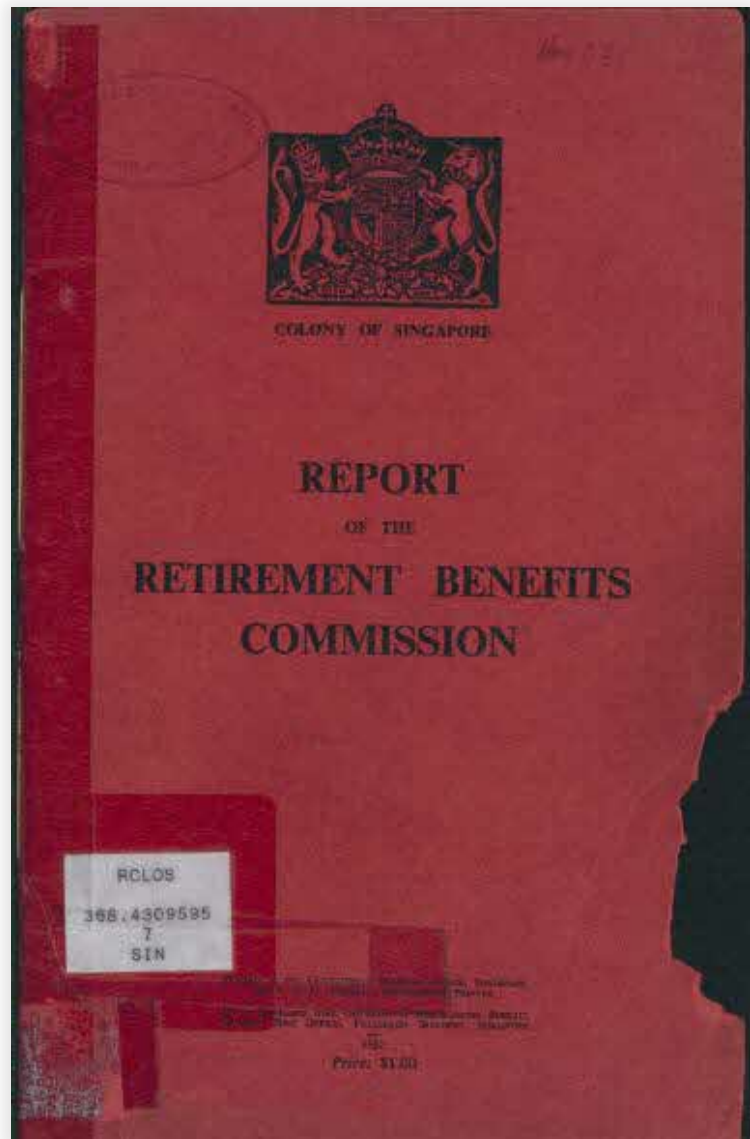 COLONY OF SINGAPORE
REPORT
OF THE
RETIREMENT BENEFITS
COMMISSION
RCLOS
368.4309595
7
SIN
Price: $1.00